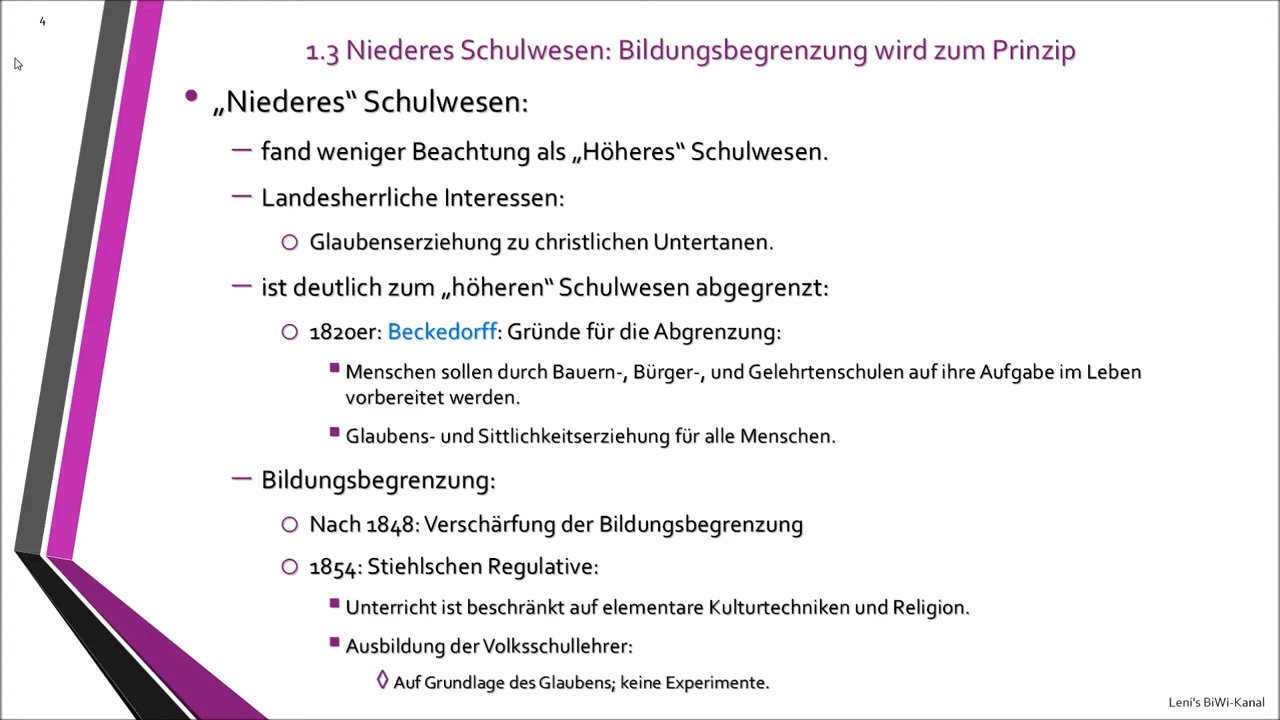 4
1.3 Niederes Schulwesen: Bildungsbegrenzung wird zum Prinzip
• „Niederes“ Schulwesen:
— fand weniger Beachtung als „Höheres“ Schulwesen.
— Landesherrliche Interessen:
○ Glaubenserziehung zu christlichen Untertanen.
— ist deutlich zum „höheren“ Schulwesen abgegrenzt:
○ 1820er: Beckedorff: Gründe für die Abgrenzung:
▪ Menschen sollen durch Bauern-, Bürger-, und Gelehrtenschulen auf ihre Aufgabe im Leben
vorbereitet werden.
▪ Glaubens- und Sittlichkeitserziehung für alle Menschen.
— Bildungsbegrenzung:
○ Nach 1848: Verschärfung der Bildungsbegrenzung
○ 1854: Stiehlschen Regulative:
▪ Unterricht ist beschränkt auf elementare Kulturtechniken und Religion.
▪ Ausbildung der Volksschullehrer:
◊ Auf Grundlage des Glaubens; keine Experimente.
Leni's BiWi-Kanal